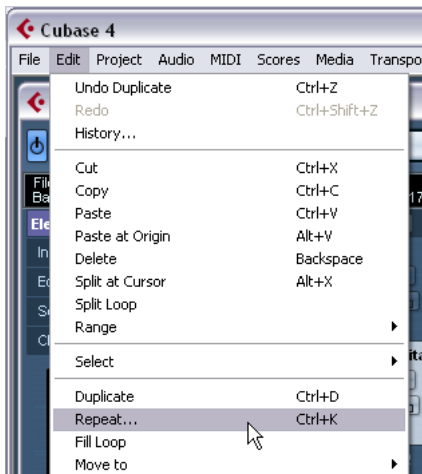 Cubase 4
File Edit Project Audio MIDI Scores Media Transpo
Undo Duplicate Ctrl+Z
Redo Ctrl+Shift+Z
History...
Cut Ctrl+X
Copy Ctrl+C
Paste Ctrl+V
Paste at Origin Alt+V
Delete Backspace
Split at Cursor Alt+X
Split Loop
Range
Select
Duplicate Ctrl+D
Repeat... Ctrl+K
Fill Loop
Move to